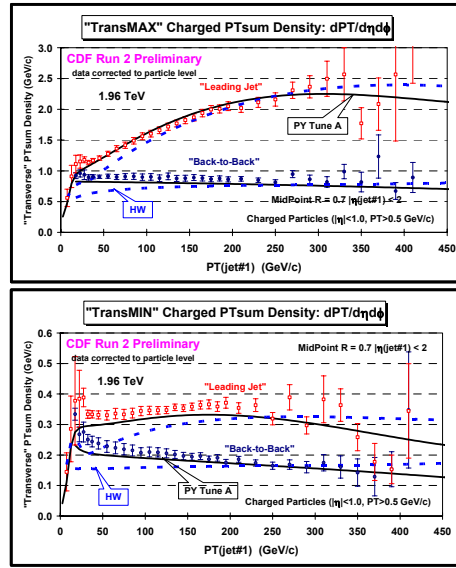 "TransMAX" Charged PTsum Density: dPT/dηdϕ
3.0
2.5
2.0
1.5
1.0
0.5
0.0
"Transverse" PTsum Density (GeV/c)
CDF Run 2 Preliminary
data corrected to particle level
1.96 TeV
"Leading Jet"
PY Tune A
"Back-to-Back"
HW
MidPoint R = 0.7 |η(jet#1) < 2
Charged Particles (|η|<1.0, PT>0.5 GeV/c)
0 50 100 150 200 250 300 350 400 450
PT(jet#1) (GeV/c)
"TransMIN" Charged PTsum Density: dPT/dηdϕ
0.6
0.5
0.4
0.3
0.2
0.1
0.0
"Transverse" PTsum Density (GeV/c)
CDF Run 2 Preliminary
data corrected to particle level
MidPoint R = 0.7 |η(jet#1) < 2
1.96 TeV
"Leading Jet"
"Back-to-Back"
PY Tune A
HW
Charged Particles (|η|<1.0, PT>0.5 GeV/c)
0 50 100 150 200 250 300 350 400 450
PT(jet#1) (GeV/c)